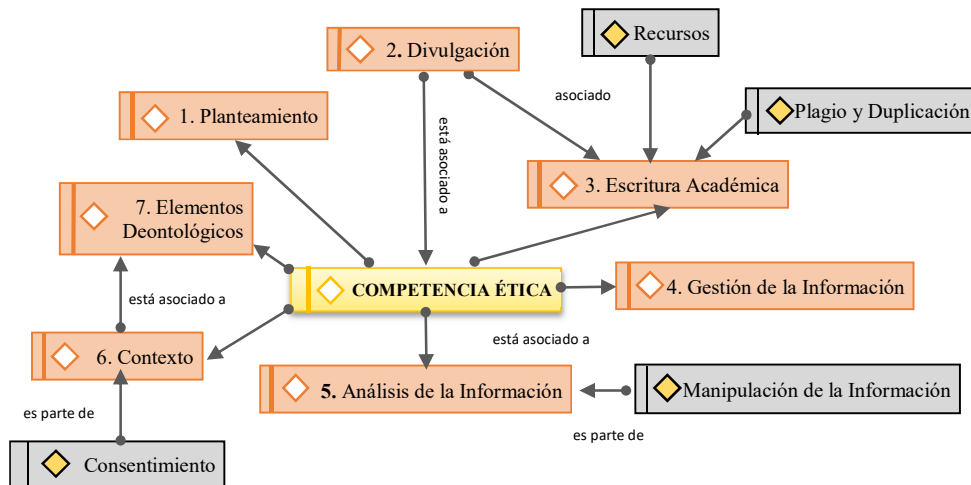 Recursos
2. Divulgación
asociado
Plagio y Duplicación
1. Planteamiento
está asociado a
3. Escritura Académica
7. Elementos
Deontológicos
COMPETENCIA ÉTICA
4. Gestión de la Información
está asociado a
está asociado a
6. Contexto
5. Análisis de la Información
Manipulación de la Información
es parte de
es parte de
Consentimiento